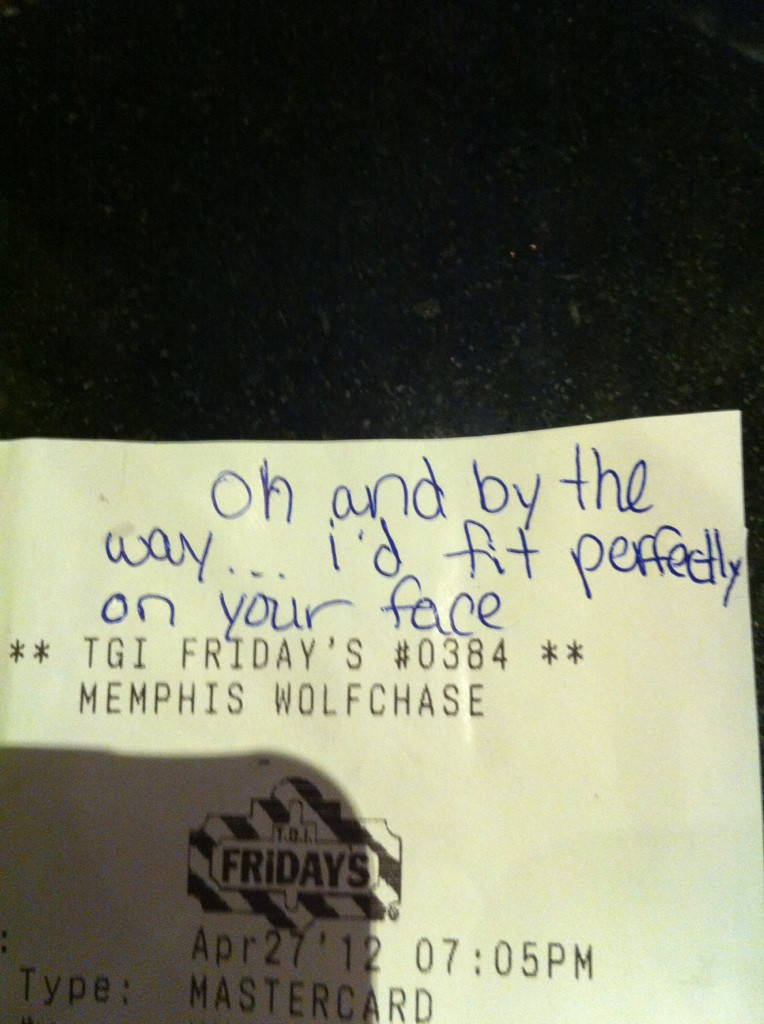 oh and by the
way... i'd fit perfectly
on your face
** TGI FRIDAY'S #0384 **
MEMPHIS WOLFCHASE
T.G.I.
FRIDAYS
®
Apr27'12 07:05PM
Type: MASTERCARD